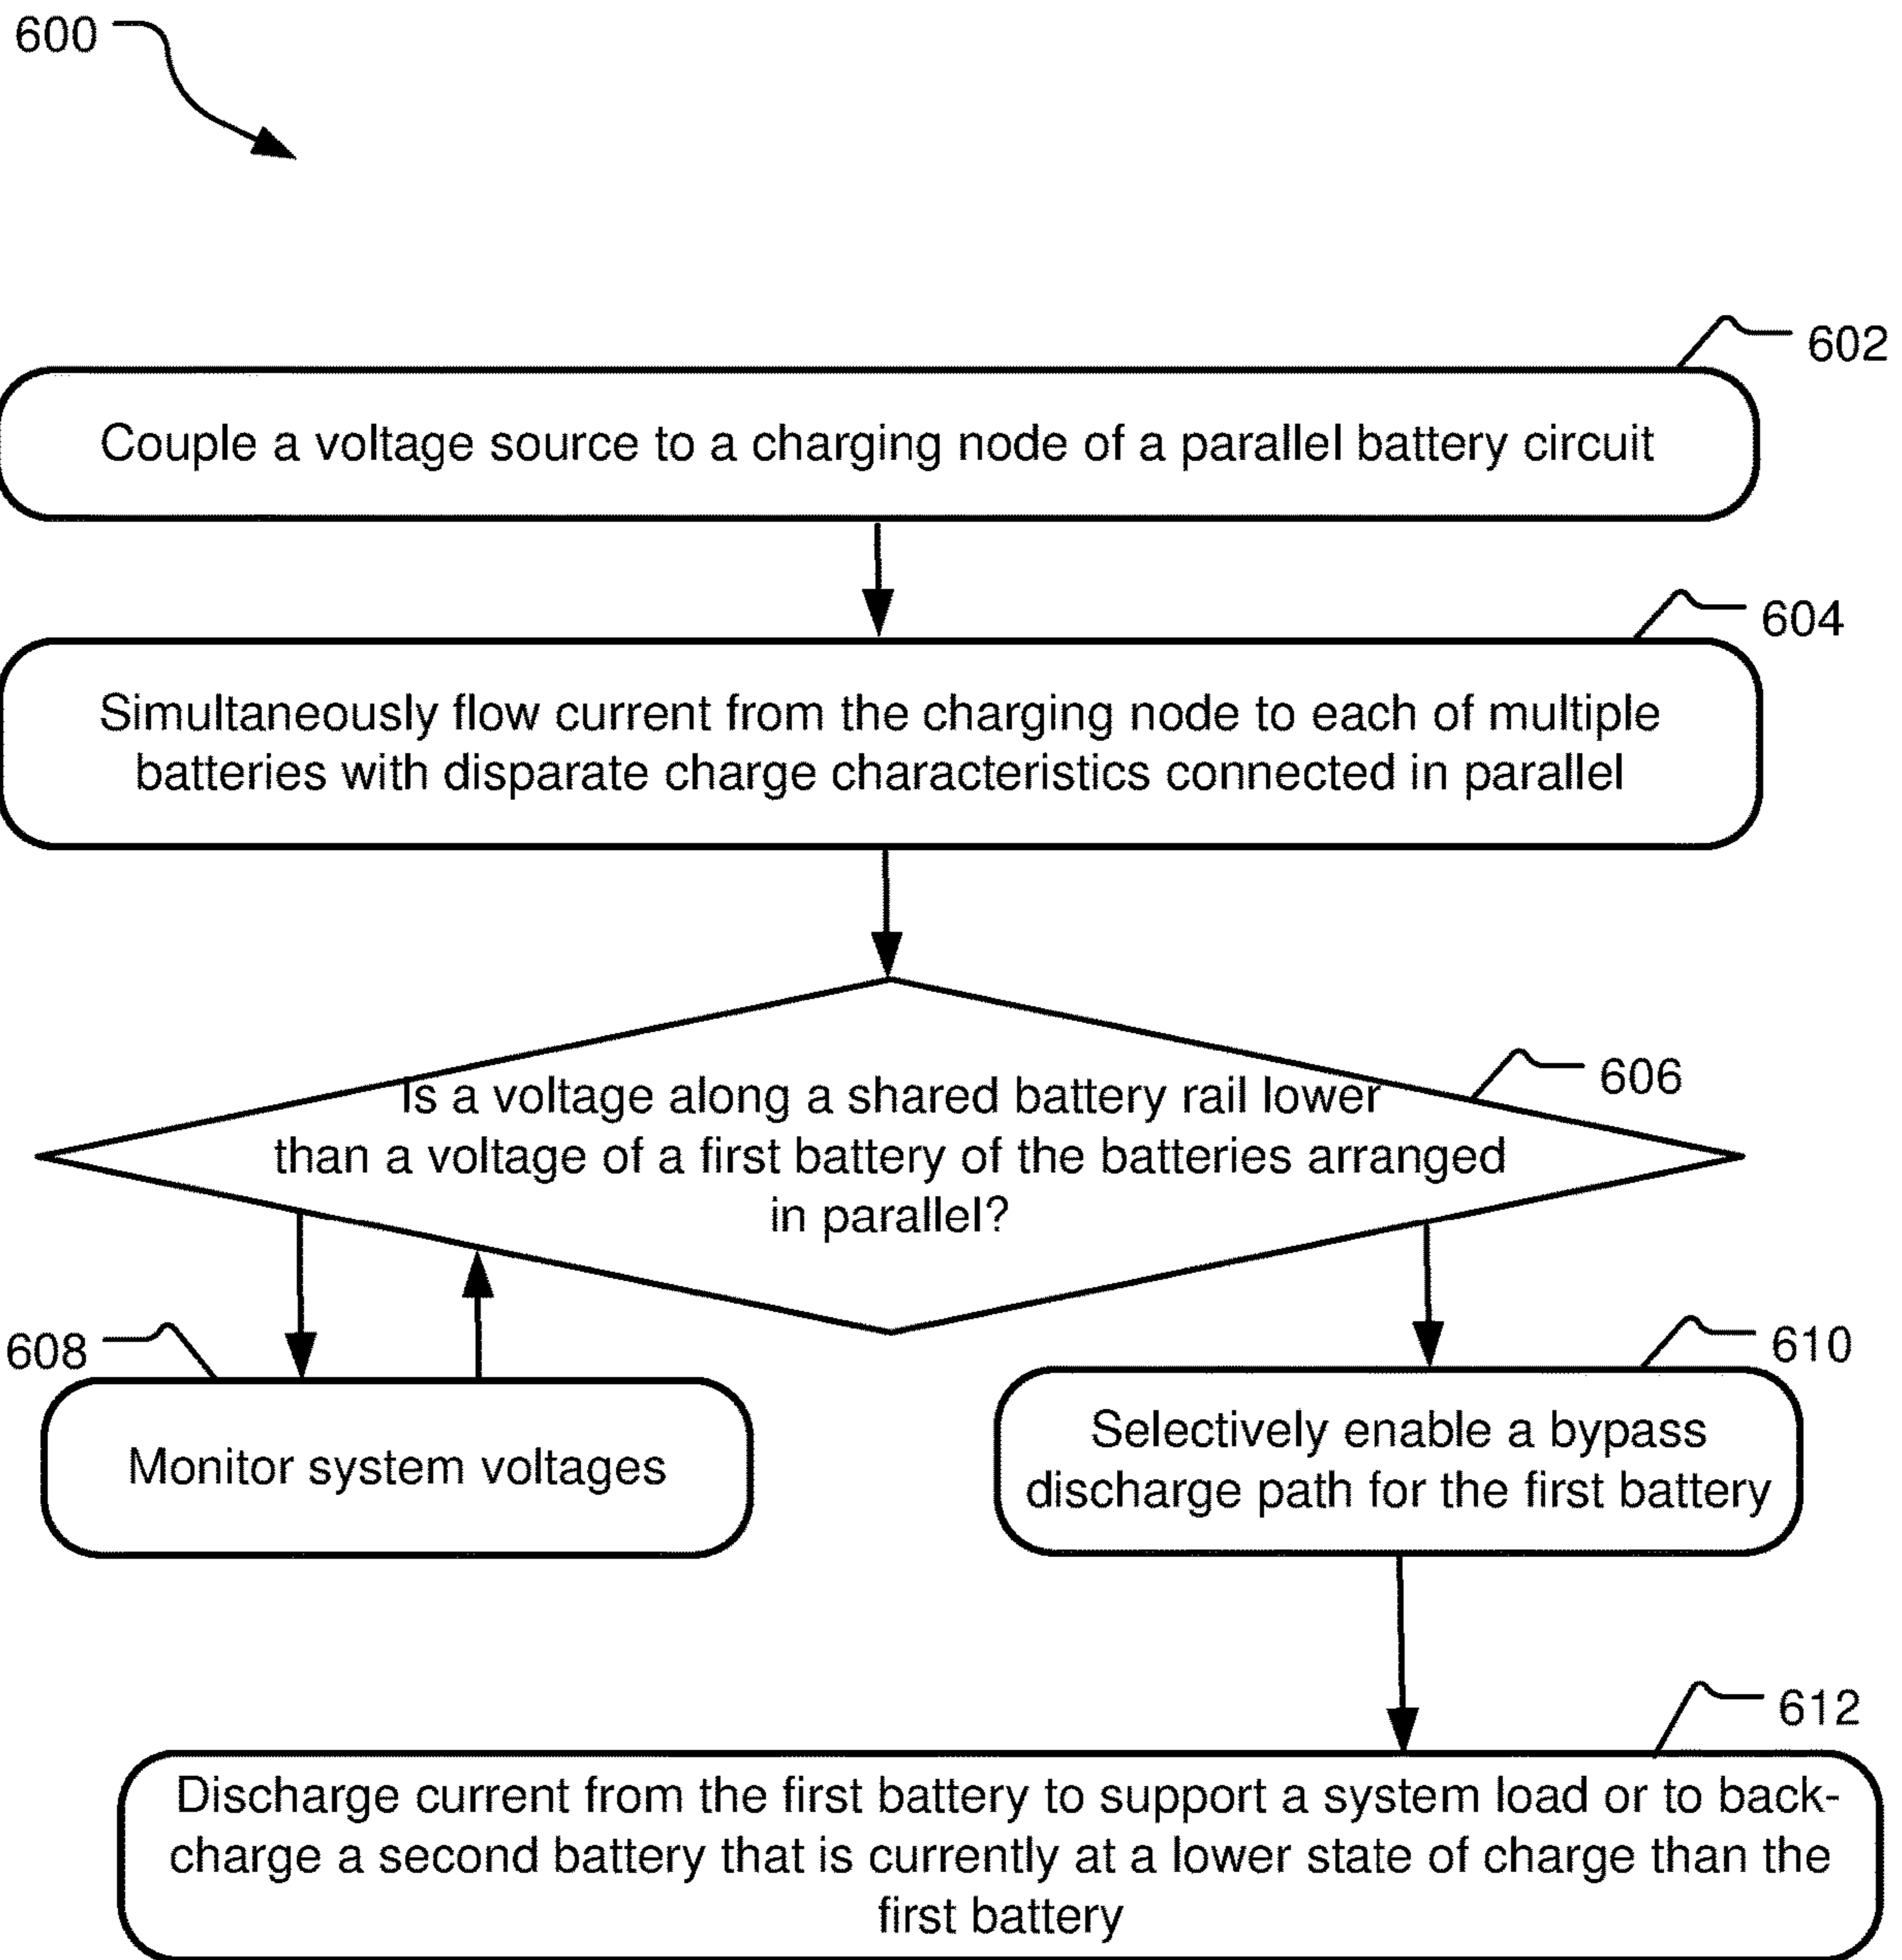 600
602
Couple a voltage source to a charging node of a parallel battery circuit
604
Simultaneously flow current from the charging node to each of multiple
batteries with disparate charge characteristics connected in parallel
606
Is a voltage along a shared battery rail lower
than a voltage of a first battery of the batteries arranged
in parallel?
608
Monitor system voltages
610
Selectively enable a bypass
discharge path for the first battery
612
Discharge current from the first battery to support a system load or to back-
charge a second battery that is currently at a lower state of charge than the
first battery